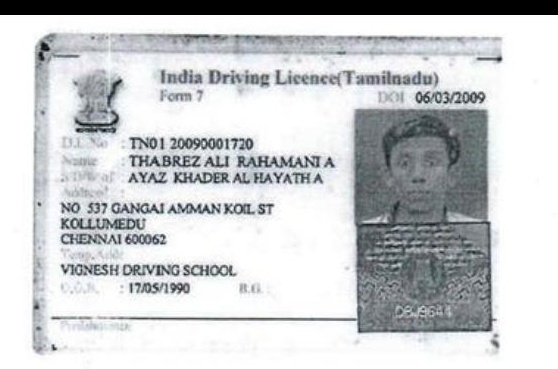 India Driving Licence(Tamilnadu)
Form 7
DOI 06/03/2009
D.L.No : TN01 20090001720
Name : THABREZ ALI RAHAMANI A
S/D/W of : AYAZ KHADER AL HAYATH A
Address :
NO 537 GANGAI AMMAN KOIL ST
KOLLUMEDU
CHENNAI 600062
Temp.Addr
VIGNESH DRIVING SCHOOL
D.O.B. : 17/05/1990 B.G. :
DBJ9644